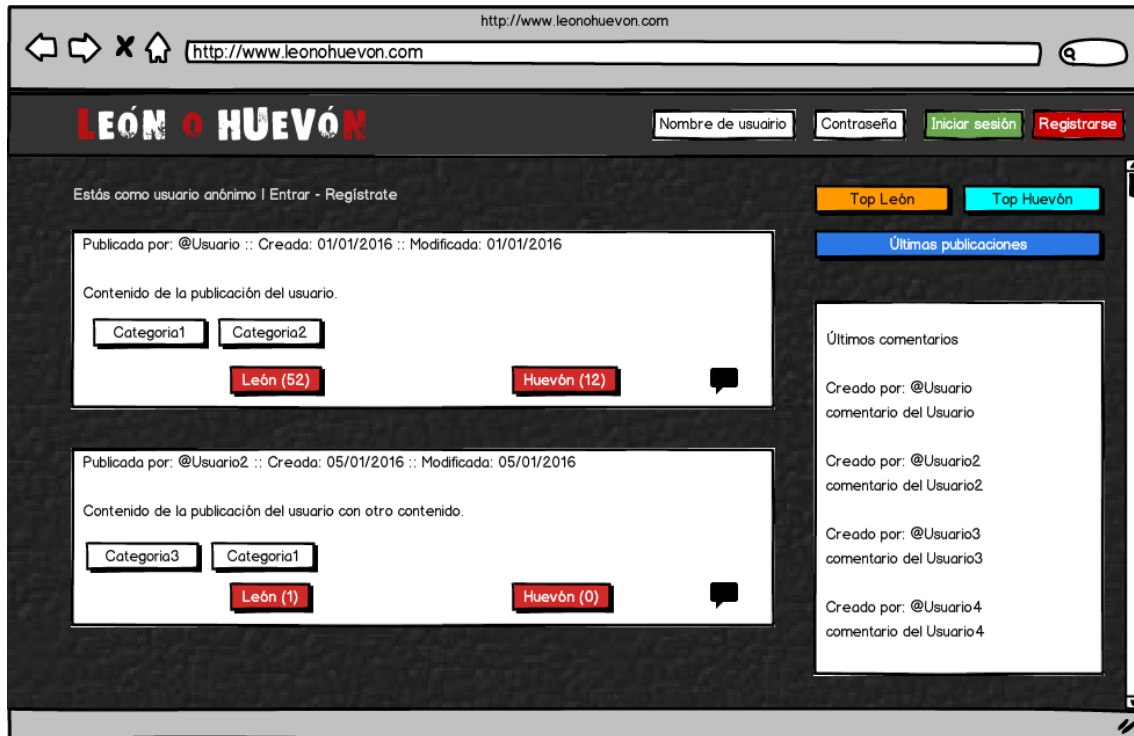 http://www.leonohuevon.com
http://www.leonohuevon.com
LEÓN O HUEVÓN
Nombre de usuairio
Contraseña
Iniciar sesión
Registrarse
Estás como usuario anónimo | Entrar - Regístrate
Top León
Top Huevón
Últimas publicaciones
Publicada por: @Usuario :: Creada: 01/01/2016 :: Modificada: 01/01/2016
Contenido de la publicación del usuario.
Categoria1
Categoria2
León (52)
Huevón (12)
Publicada por: @Usuario2 :: Creada: 05/01/2016 :: Modificada: 05/01/2016
Contenido de la publicación del usuario con otro contenido.
Categoria3
Categoria1
León (1)
Huevón (0)
Últimos comentarios
Creado por: @Usuario
comentario del Usuario
Creado por: @Usuario2
comentario del Usuario2
Creado por: @Usuario3
comentario del Usuario3
Creado por: @Usuario4
comentario del Usuario4